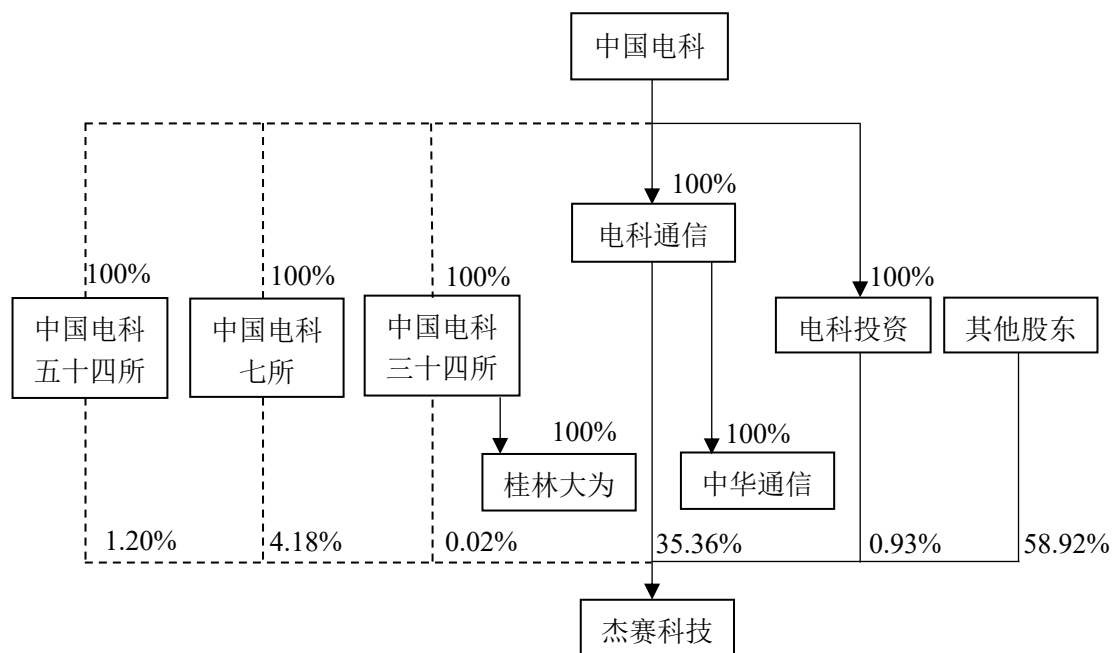 中国电科
100%
电科通信
100%
100%
100%
100%
中国电科
五十四所
中国电科
七所
中国电科
三十四所
电科投资
其他股东
100%
100%
桂林大为
中华通信
1.20%
4.18%
0.02%
35.36%
0.93%
58.92%
杰赛科技